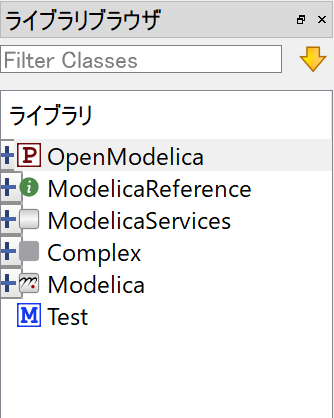 ライブラリブラウザ
Filter Classes
ライブラリ
P OpenModelica
i ModelicaReference
ModelicaServices
Complex
m Modelica
M Test